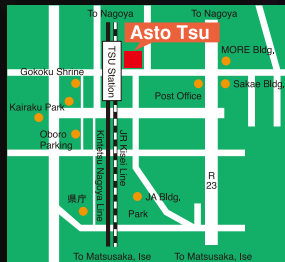 To Nagoya
To Nagoya
Asto Tsu
MORE Bldg.
TSU Station
Gokoku Shrine
Sakae Bldg.
Post Office
Kairaku Park
Oboro
Parking
Kintetsu Nagoya Line
JR Kisei Line
R
23
県庁
JA Bldg.
Park
To Matsusaka, Ise
To Matsusaka, Ise